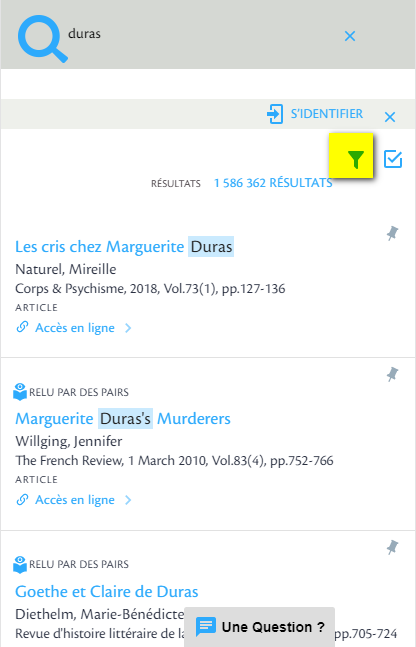 duras
S'IDENTIFIER
RÉSULTATS 1 586 362 RÉSULTATS
Les cris chez Marguerite Duras
Naturel, Mireille
Corps & Psychisme, 2018, Vol.73(1), pp.127-136
ARTICLE
Accès en ligne
RELU PAR DES PAIRS
Marguerite Duras's Murderers
Willging, Jennifer
The French Review, 1 March 2010, Vol.83(4), pp.752-766
ARTICLE
Accès en ligne
RELU PAR DES PAIRS
Goethe et Claire de Duras
Diethelm, Marie-Bénédicte
Une Question ?
Revue d'histoire littéraire de la pp.705-724